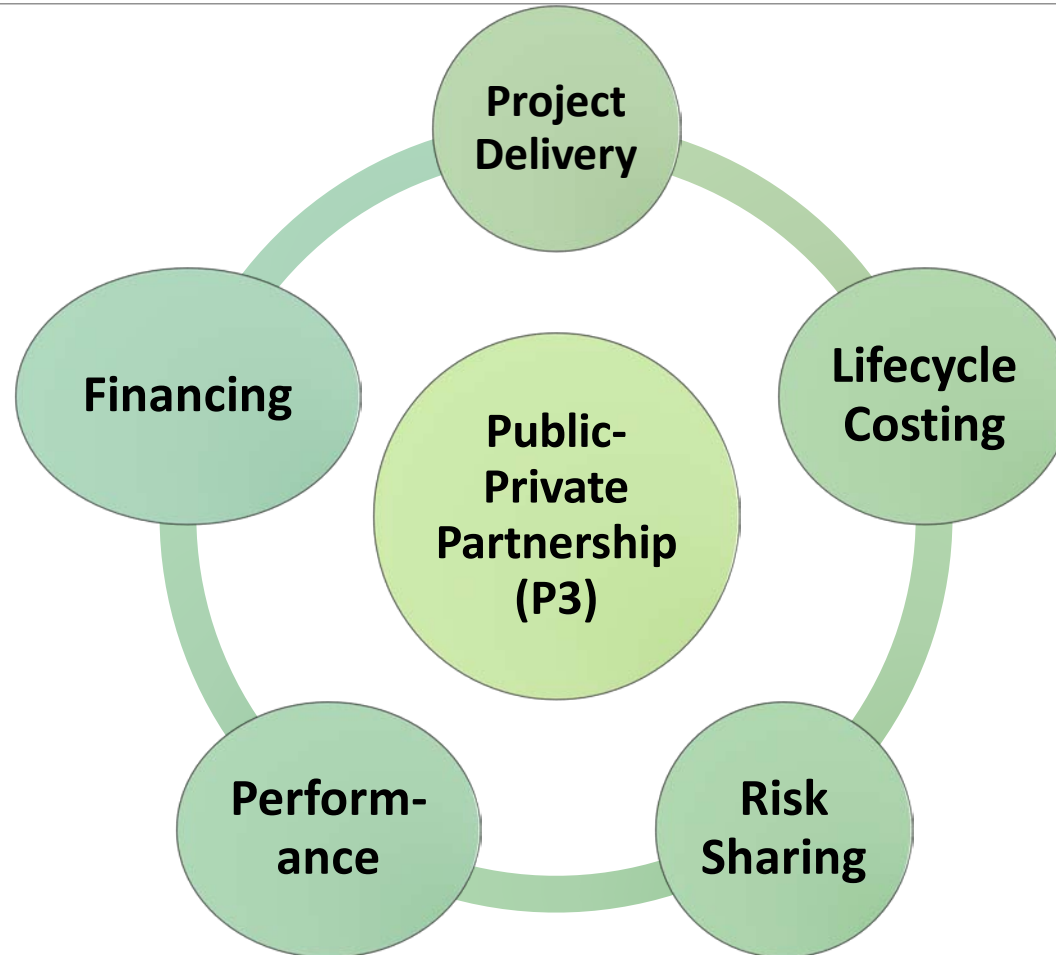 Project
Delivery
Lifecycle
Costing
Risk
Sharing
Perform-
ance
Financing
Public-
Private
Partnership
(P3)